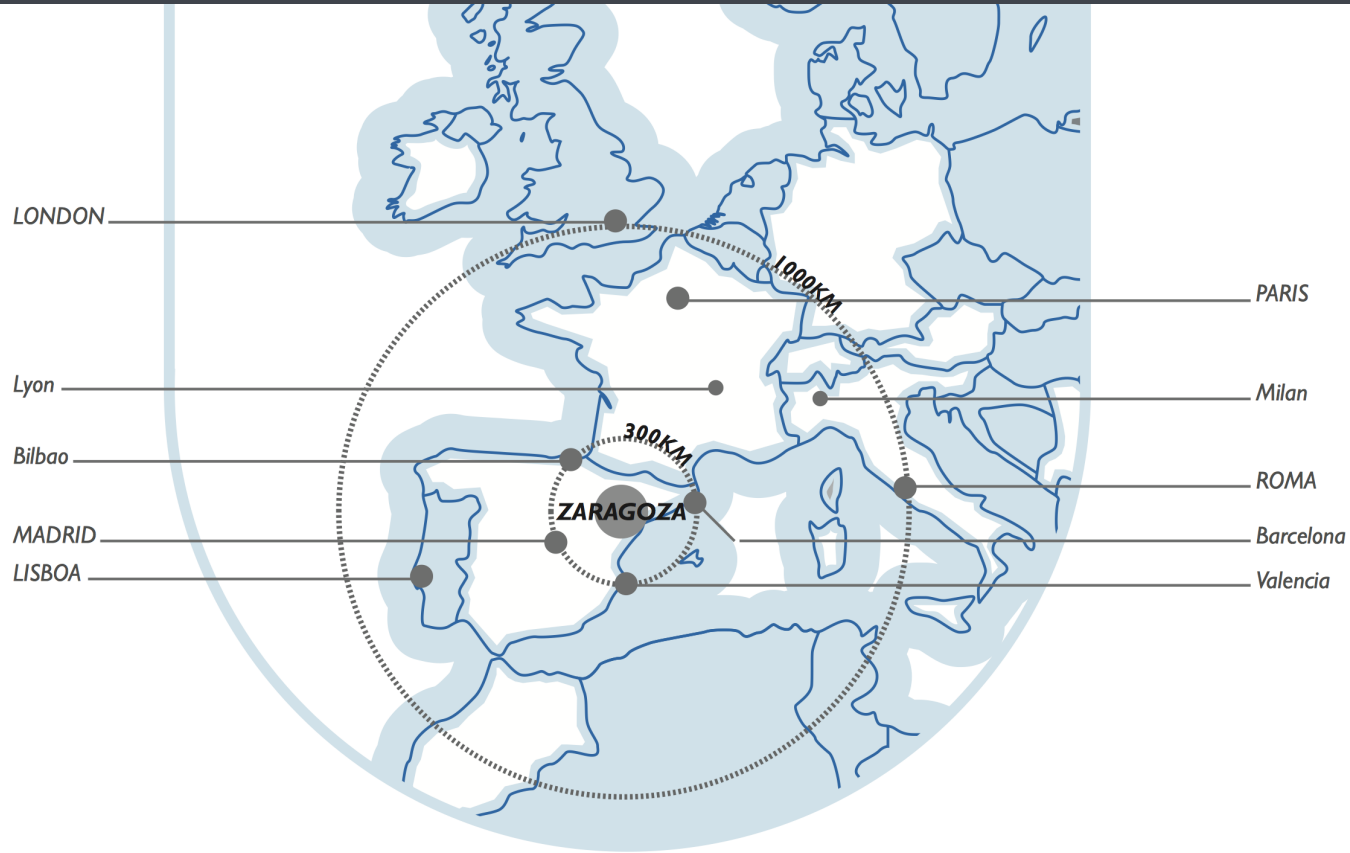 LONDON
1000KM
PARIS
Lyon
Milan
300KM
Bilbao
ROMA
ZARAGOZA
MADRID
Barcelona
LISBOA
Valencia